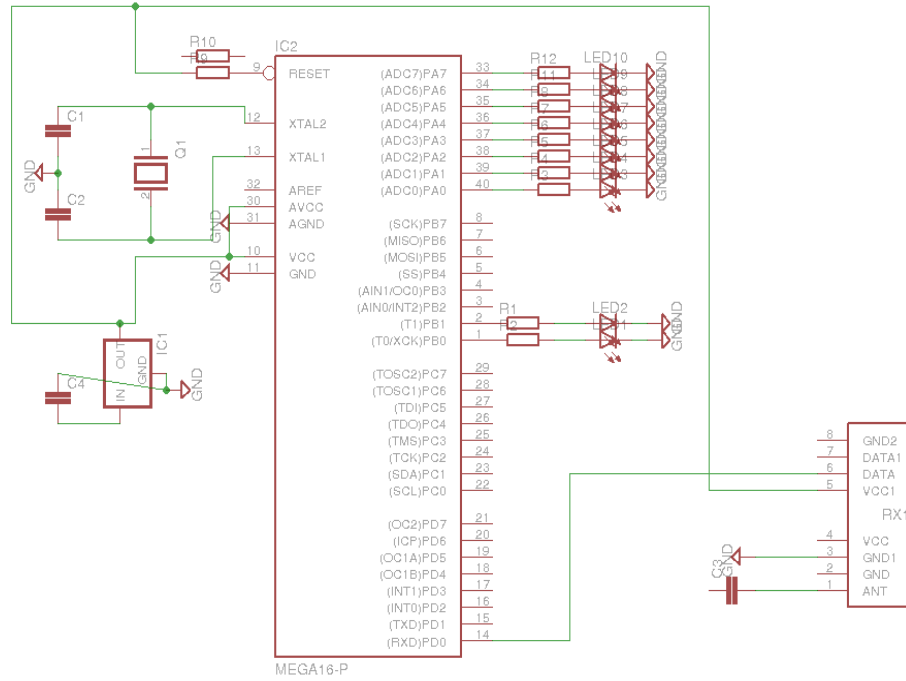 R10
R9
IC2
9
RESET
12
XTAL2
13
XTAL1
32
AREF
30
AVCC
31
AGND
10
VCC
11
GND
(ADC7)PA7
33
(ADC6)PA6
34
(ADC5)PA5
35
(ADC4)PA4
36
(ADC3)PA3
37
(ADC2)PA2
38
(ADC1)PA1
39
(ADC0)PA0
40
(SCK)PB7
8
(MISO)PB6
7
(MOSI)PB5
6
(SS)PB4
5
(AIN1/OC0)PB3
4
(AIN0/INT2)PB2
3
(T1)PB1
2
(T0/XCK)PB0
1
(TOSC2)PC7
29
(TOSC1)PC6
28
(TDI)PC5
27
(TDO)PC4
26
(TMS)PC3
25
(TCK)PC2
24
(SDA)PC1
23
(SCL)PC0
22
(OC2)PD7
21
(ICP)PD6
20
(OC1A)PD5
19
(OC1B)PD4
18
(INT1)PD3
17
(INT0)PD2
16
(TXD)PD1
15
(RXD)PD0
14
MEGA16-P
C1
C2
GND
Q1
1
2
GND
GND
IC1
OUT
GND
IN
C4
GND
R12
LED10
R1
LED2
GND
8
GND2
7
DATA1
6
DATA
5
VCC1
RX1
4
VCC
3
GND1
2
GND
1
ANT
GND
C3